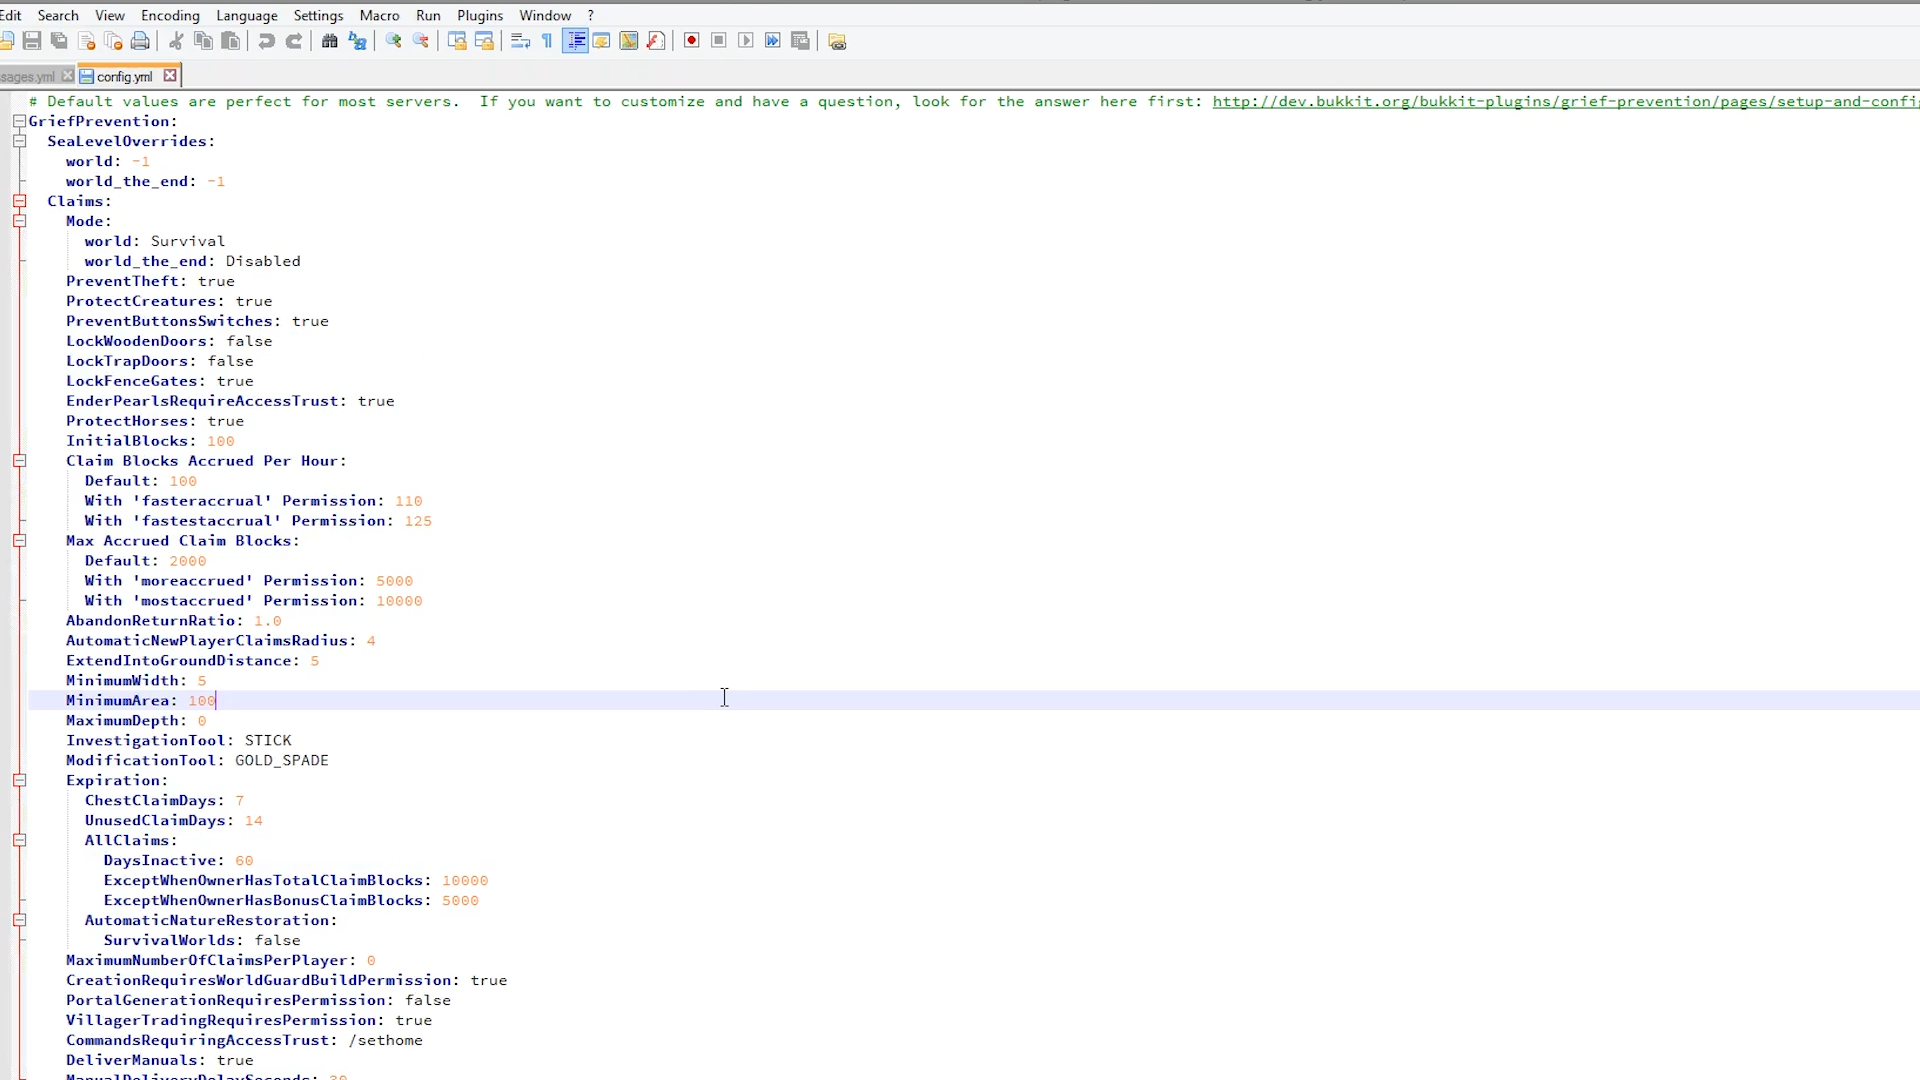 Edit Search View Encoding Language Settings Macro Run Plugins Window ?
sages.yml config.yml
# Default values are perfect for most servers.  If you want to customize and have a question, look for the answer here first: http://dev.bukkit.org/bukkit-plugins/grief-prevention/pages/setup-and-config
GriefPrevention:
SeaLevelOverrides:
world: -1
world_the_end: -1
Claims:
Mode:
world: Survival
world_the_end: Disabled
PreventTheft: true
ProtectCreatures: true
PreventButtonsSwitches: true
LockWoodenDoors: false
LockTrapDoors: false
LockFenceGates: true
EnderPearlsRequireAccessTrust: true
ProtectHorses: true
InitialBlocks: 100
Claim Blocks Accrued Per Hour:
Default: 100
With 'fasteraccrual' Permission: 110
With 'fastestaccrual' Permission: 125
Max Accrued Claim Blocks:
Default: 2000
With 'moreaccrued' Permission: 5000
With 'mostaccrued' Permission: 10000
AbandonReturnRatio: 1.0
AutomaticNewPlayerClaimsRadius: 4
ExtendIntoGroundDistance: 5
MinimumWidth: 5
MinimumArea: 100
MaximumDepth: 0
InvestigationTool: STICK
ModificationTool: GOLD_SPADE
Expiration:
ChestClaimDays: 7
UnusedClaimDays: 14
AllClaims:
DaysInactive: 60
ExceptWhenOwnerHasTotalClaimBlocks: 10000
ExceptWhenOwnerHasBonusClaimBlocks: 5000
AutomaticNatureRestoration:
SurvivalWorlds: false
MaximumNumberOfClaimsPerPlayer: 0
CreationRequiresWorldGuardBuildPermission: true
PortalGenerationRequiresPermission: false
VillagerTradingRequiresPermission: true
CommandsRequiringAccessTrust: /sethome
DeliverManuals: true
ManualDeliveryDelaySeconds: 30